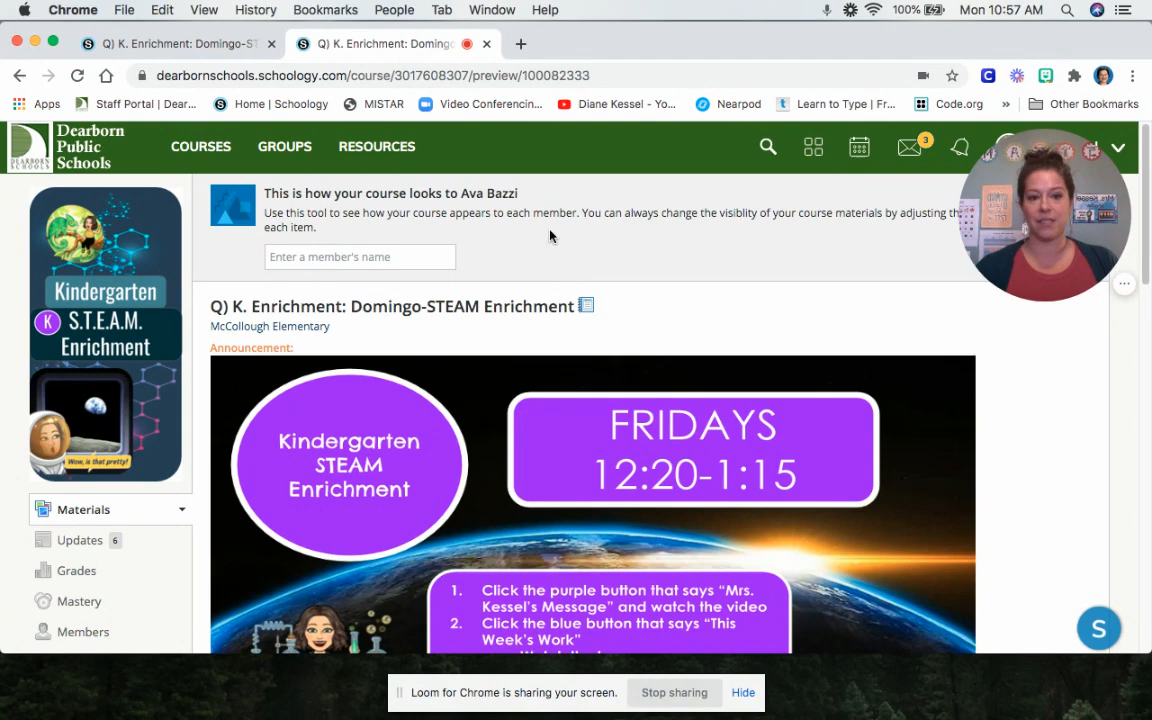 Chrome File Edit View History Bookmarks People Tab Window Help 100% Mon 10:57 AM
Q) K. Enrichment: Domingo-ST Q) K. Enrichment: Doming
dearbornschools.schoology.com/course/3017608307/preview/100082333
Apps Staff Portal | Dear... Home | Schoology MISTAR Video Conferencin... Diane Kessel - Yo... Nearpod Learn to Type | Fr... Code.org » Other Bookmarks
Dearborn
Public
Schools
COURSES GROUPS RESOURCES 3
This is how your course looks to Ava Bazzi
Use this tool to see how your course appears to each member. You can always change the visiblity of your course materials by adjusting th
each item.
Enter a member's name
Kindergarten
K S.T.E.A.M.
Enrichment
Wow, is that pretty!
Q) K. Enrichment: Domingo-STEAM Enrichment
McCollough Elementary
Announcement:
Kindergarten
STEAM
Enrichment
FRIDAYS
12:20-1:15
1. Click the purple button that says "Mrs.
Kessel's Message" and watch the video
2. Click the blue button that says "This
Week's Work"
Materials
Updates 6
Grades
Mastery
Members
S
Loom for Chrome is sharing your screen. Stop sharing Hide